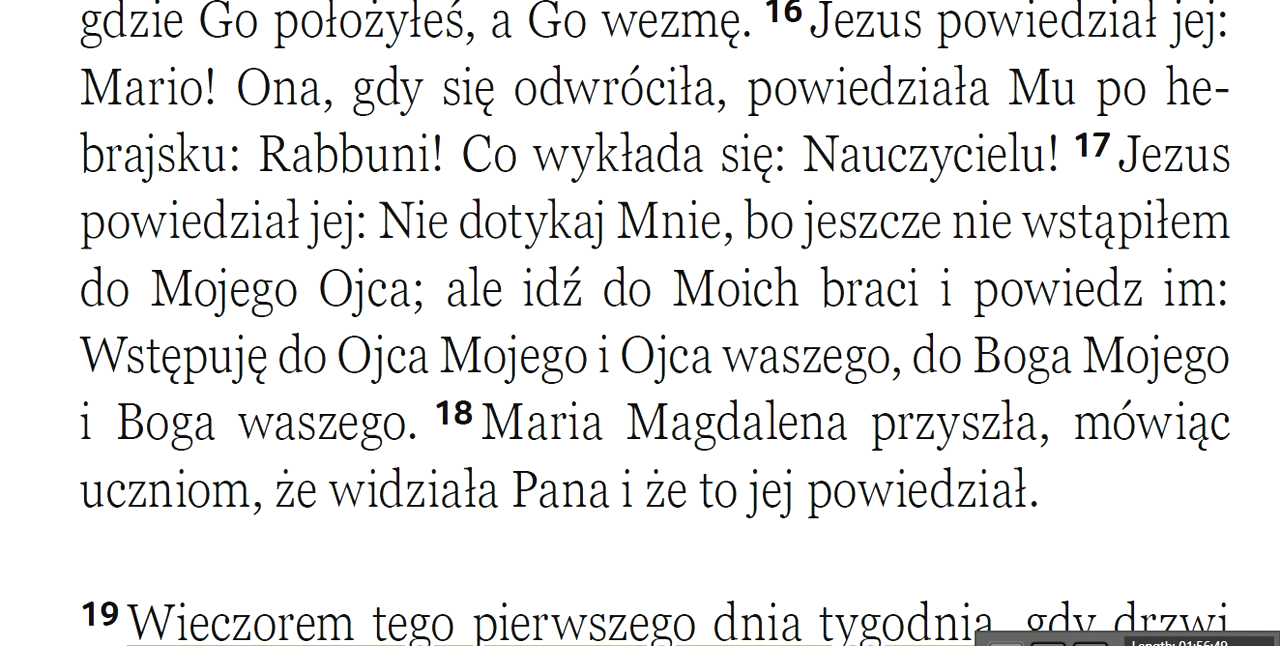 gdzie Go położyłeś, a Go wezmę. 16 Jezus powiedział jej:
Mario! Ona, gdy się odwróciła, powiedziała Mu po he-
brajsku: Rabbuni! Co wykłada się: Nauczycielu! 17 Jezus
powiedział jej: Nie dotykaj Mnie, bo jeszcze nie wstąpiłem
do Mojego Ojca; ale idź do Moich braci i powiedz im:
Wstępuję do Ojca Mojego i Ojca waszego, do Boga Mojego
i Boga waszego. 18 Maria Magdalena przyszła, mówiąc
uczniom, że widziała Pana i że to jej powiedział.
19 Wieczorem tego pierwszego dnia tygodnia, gdy drzwi
Length: 01:56:49